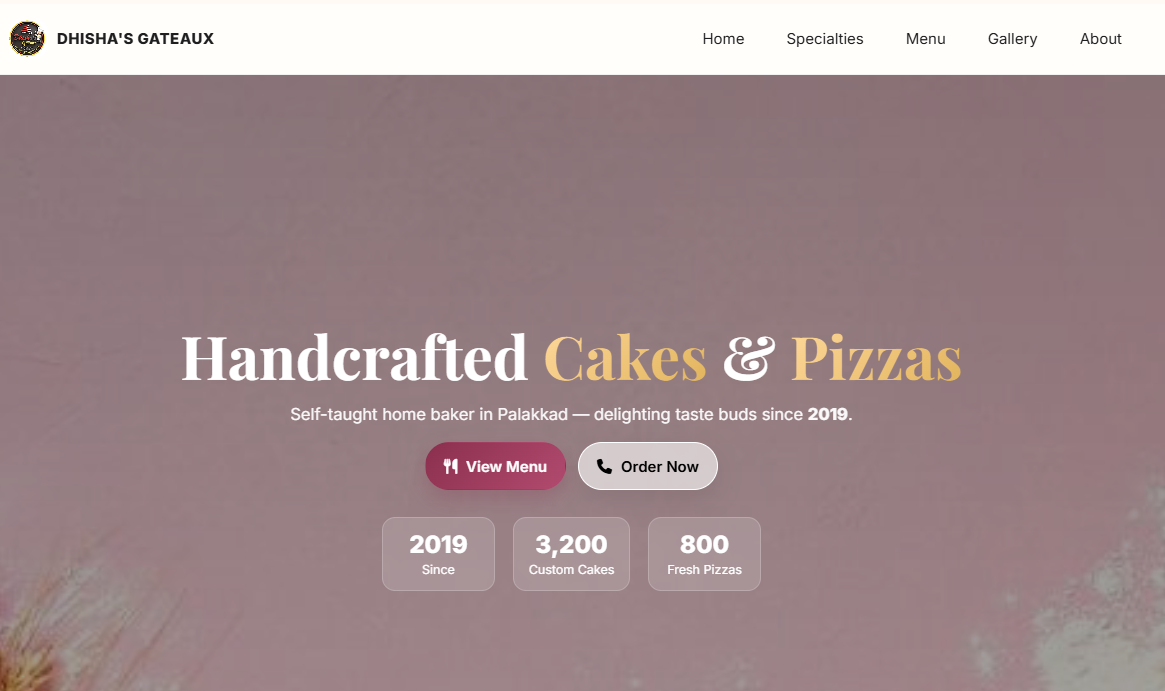 DHISHA'S GATEAUX
Home Specialties Menu Gallery About
Handcrafted Cakes & Pizzas
Self-taught home baker in Palakkad — delighting taste buds since 2019.
View Menu Order Now
2019 3,200 800
Since Custom Cakes Fresh Pizzas